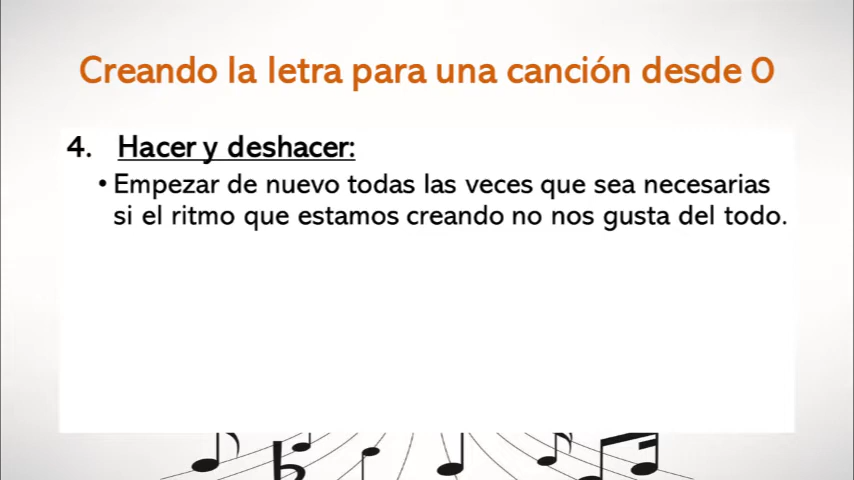 Creando la letra para una canción desde 0
4. Hacer y deshacer:
• Empezar de nuevo todas las veces que sea necesarias
si el ritmo que estamos creando no nos gusta del todo.